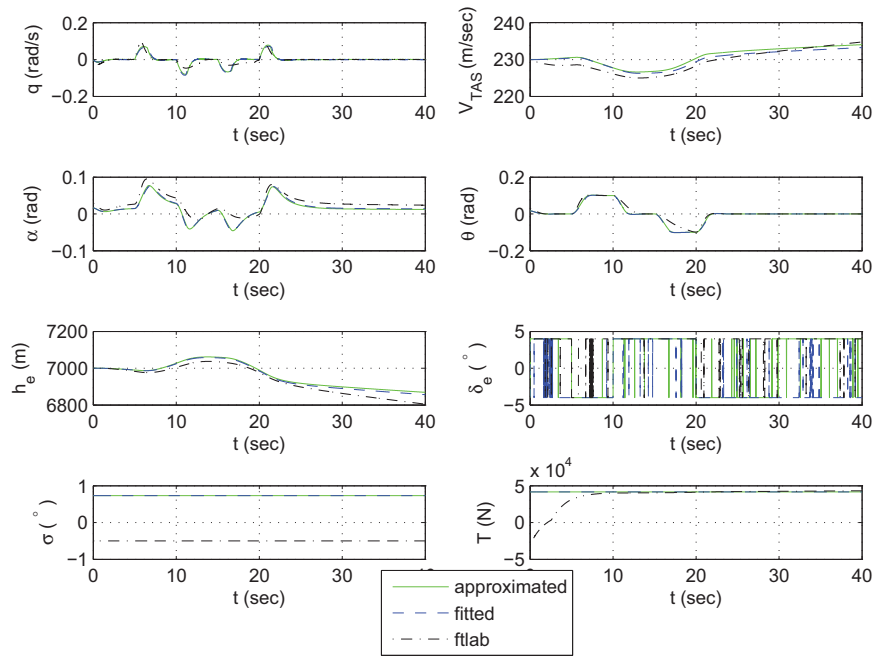 0.2
0
−0.2
q (rad/s)
0 10 20 30 40
t (sec)
240
230
220
V_TAS (m/sec)
0 10 20 30 40
t (sec)
0.1
0
−0.1
α (rad)
0 10 20 30 40
t (sec)
0.2
0
−0.2
θ (rad)
0 10 20 30 40
t (sec)
7200
7000
6800
h_e (m)
0 10 20 30 40
t (sec)
5
0
−5
δ_e (°)
0 10 20 30 40
t (sec)
1
0
−1
σ (°)
0 10 20 30
t (sec)
x 10^4
5
0
−5
T (N)
10 20 30 40
t (sec)
approximated
fitted
ftlab